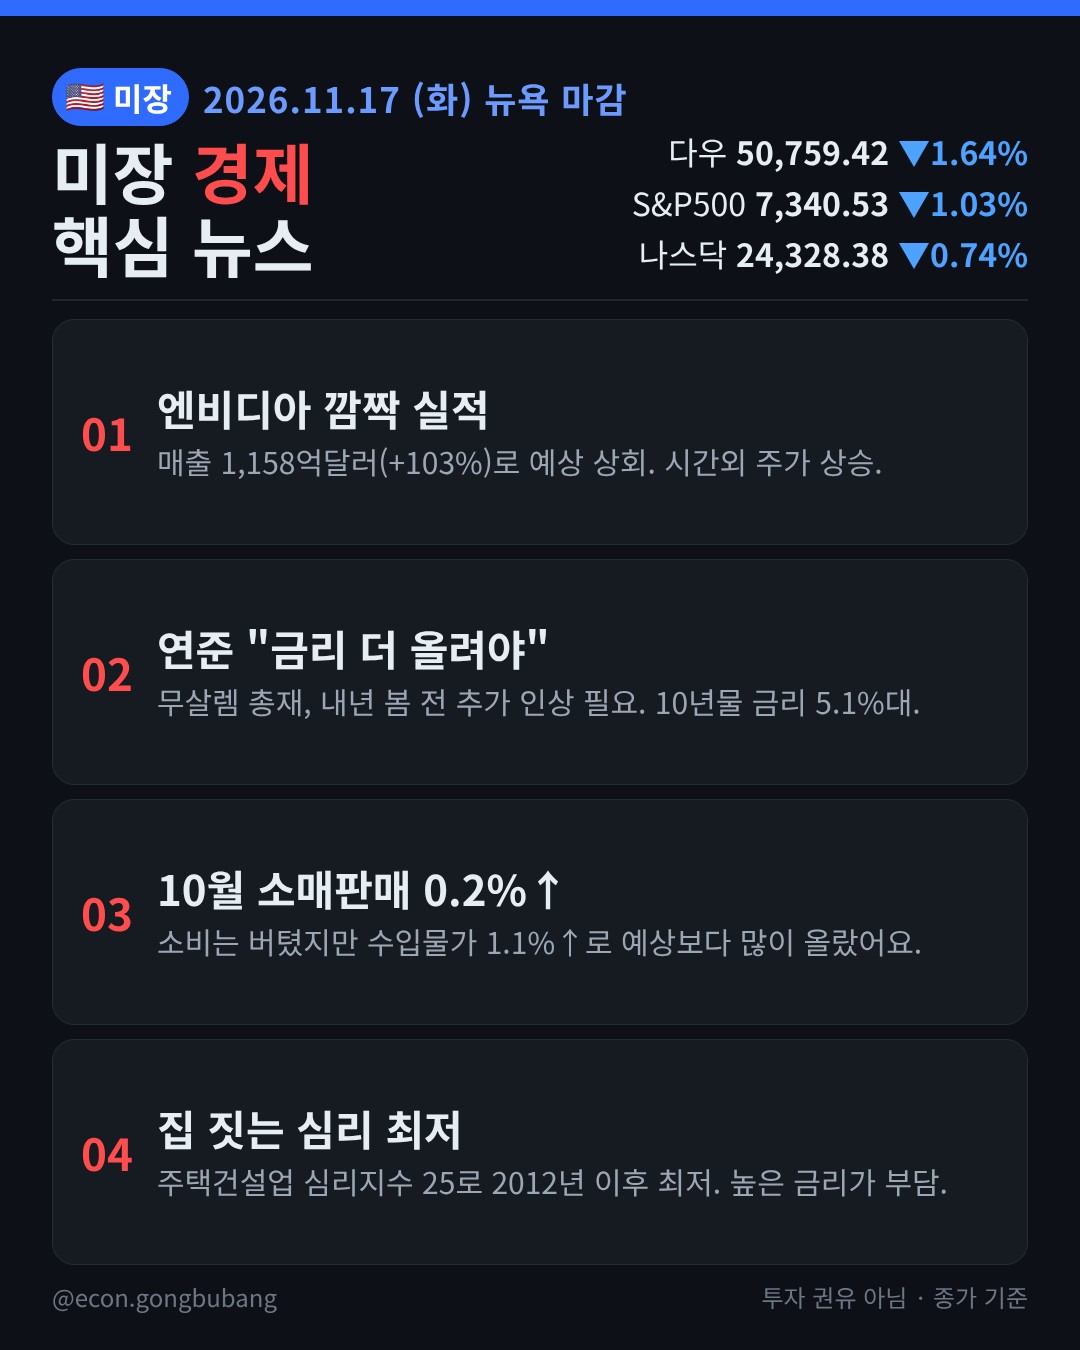 🇺🇸 미장 2026.11.17 (화) 뉴욕 마감
미장 경제
핵심 뉴스
다우 50,759.42 ▼1.64%
S&P500 7,340.53 ▼1.03%
나스닥 24,328.38 ▼0.74%
01
엔비디아 깜짝 실적
매출 1,158억달러(+103%)로 예상 상회. 시간외 주가 상승.
02
연준 "금리 더 올려야"
무살렘 총재, 내년 봄 전 추가 인상 필요. 10년물 금리 5.1%대.
03
10월 소매판매 0.2%↑
소비는 버텼지만 수입물가 1.1%↑로 예상보다 많이 올랐어요.
04
집 짓는 심리 최저
주택건설업 심리지수 25로 2012년 이후 최저. 높은 금리가 부담.
@econ.gongbubang
투자 권유 아님 · 종가 기준